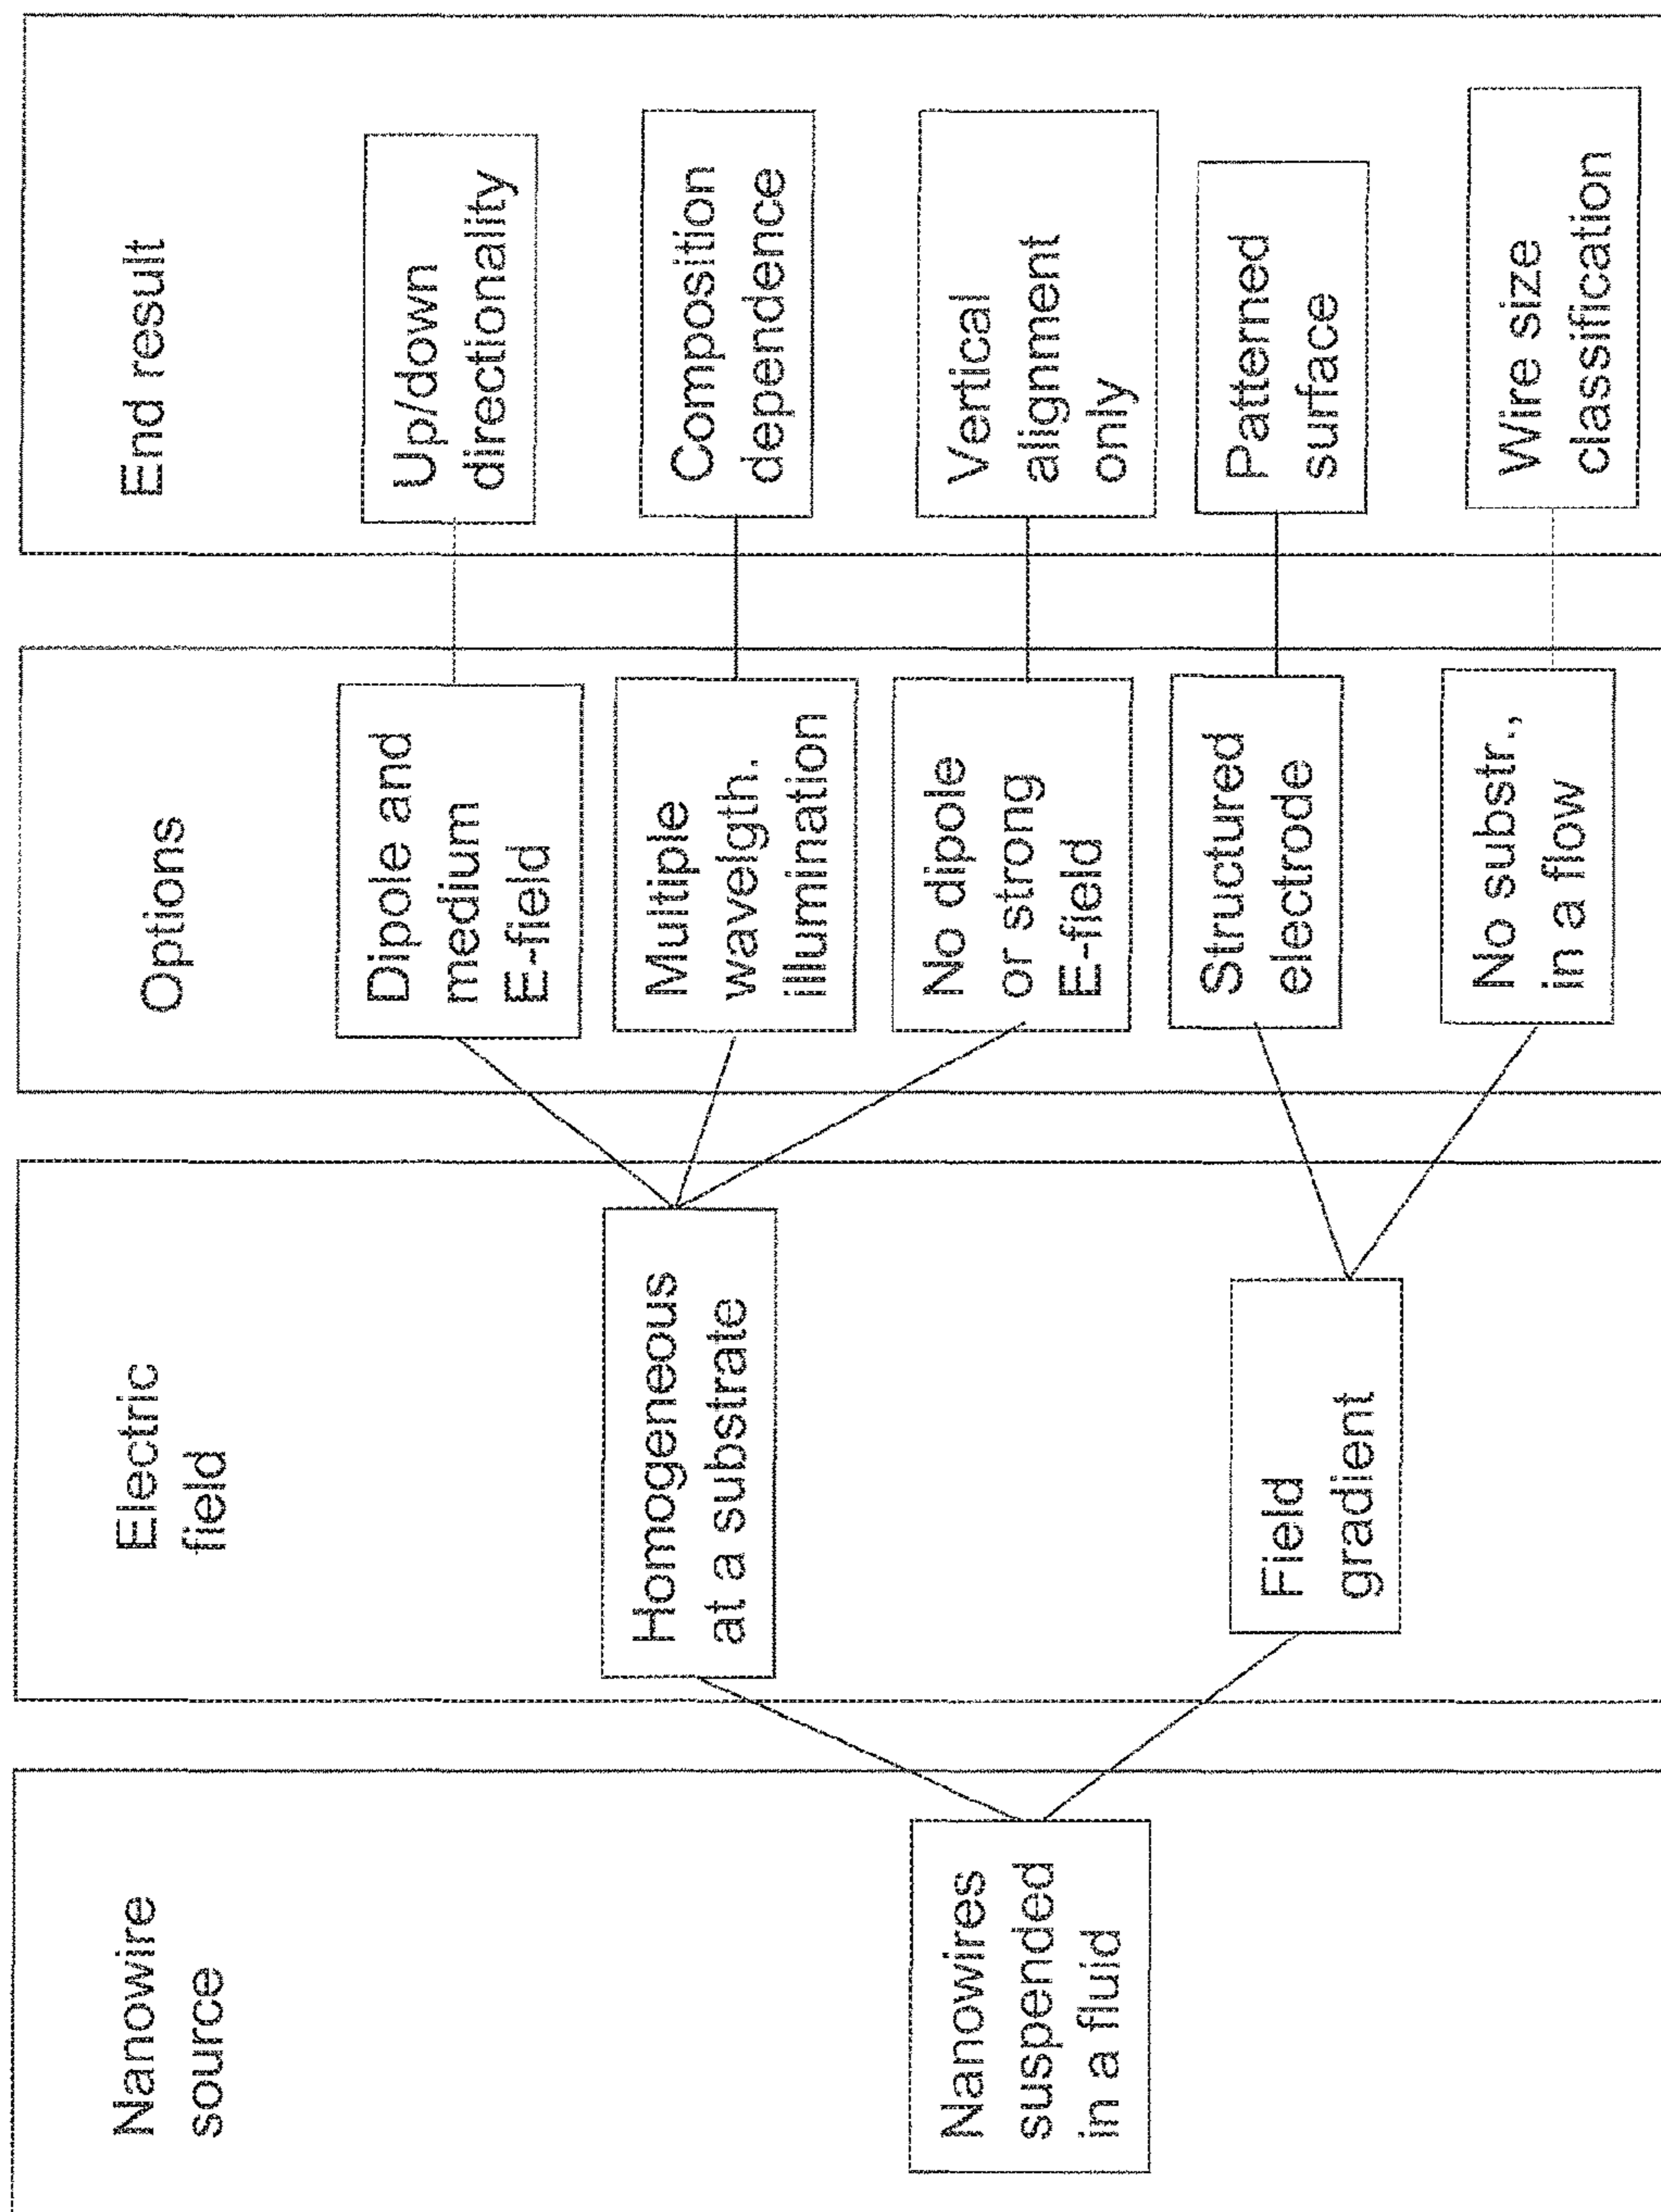 Nanowire
source
Nanowires
suspended
in a fluid
Electric
field
Homogeneous
at a substrate
Field
gradient
Options
Dipole and
medium
E-field
Multiple
wavelgth.
illumination
No dipole
or strong
E-field
Structured
electrode
No substr.,
in a flow
End result
Up/down
directionality
Composition
dependence
Vertical
alignment
only
Patterned
surface
Wire size
classification